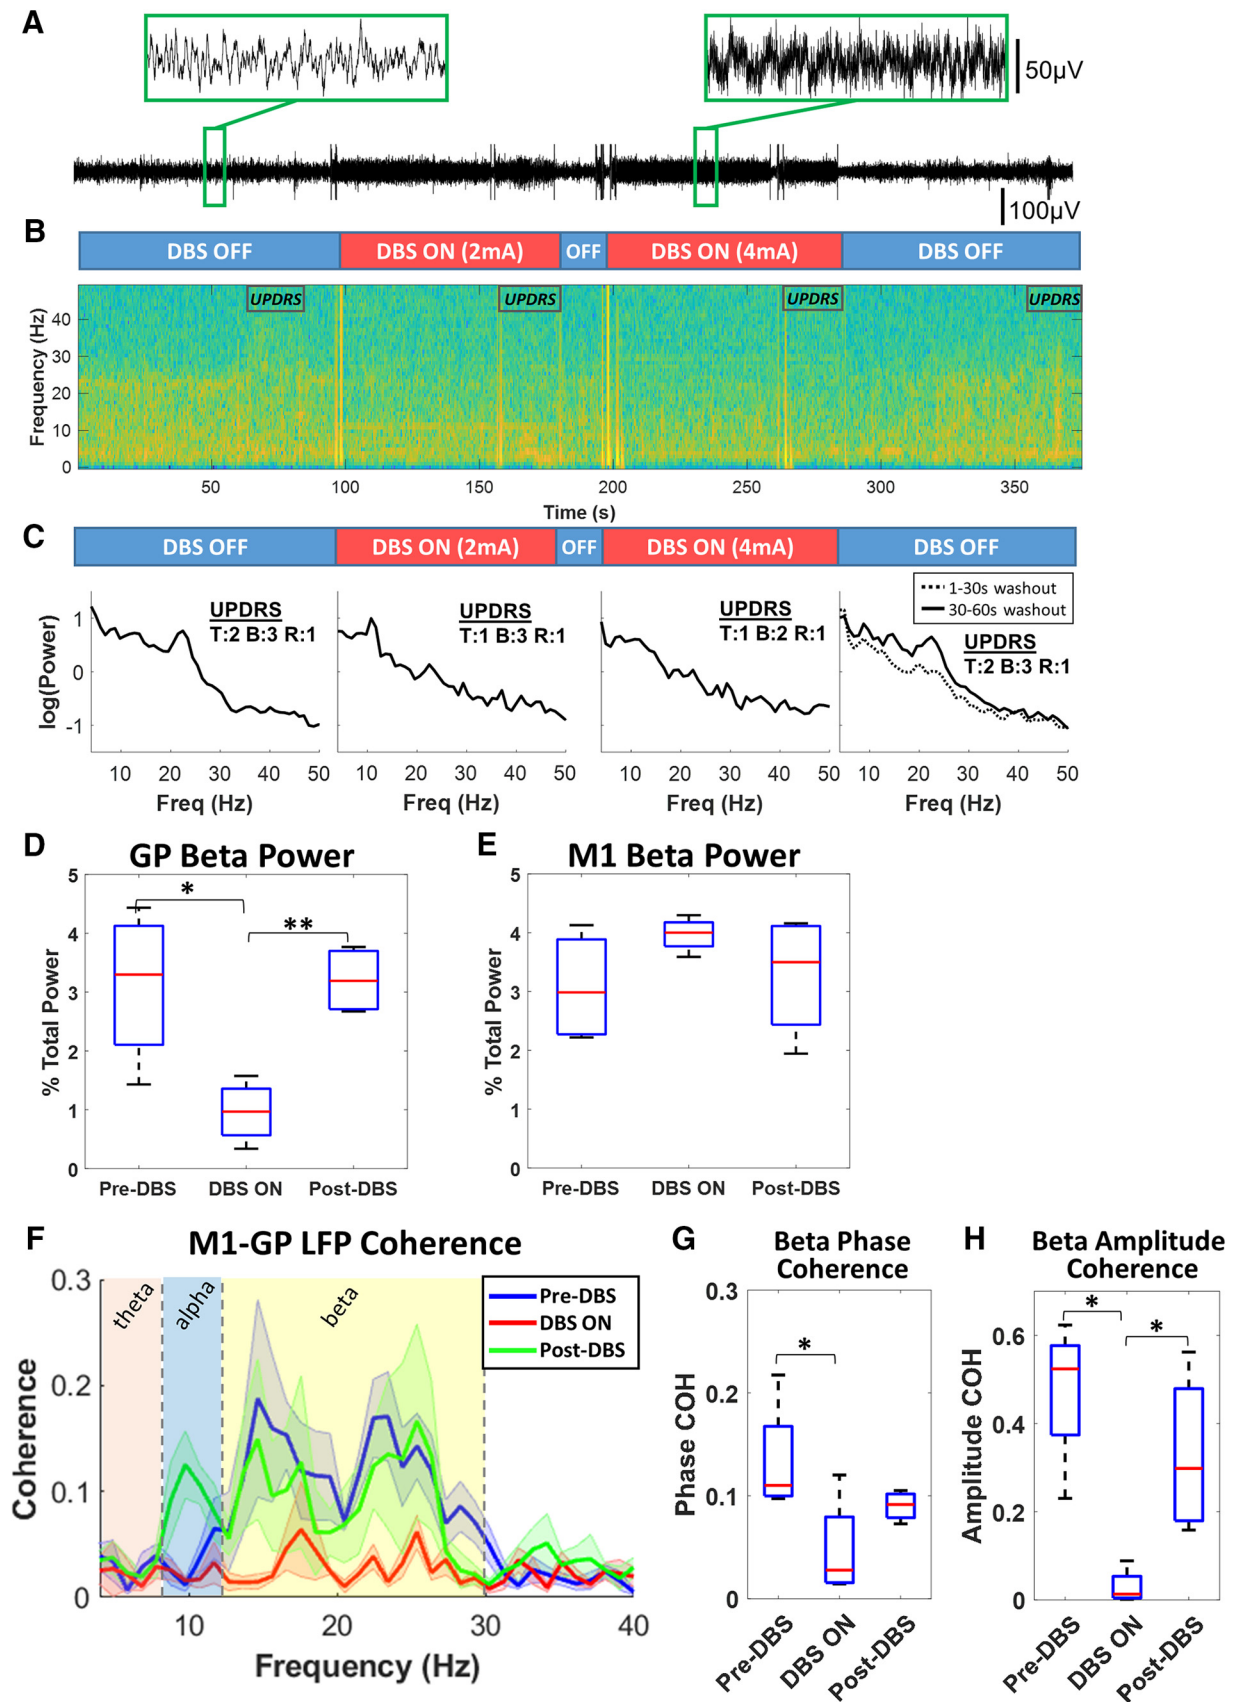 A
50μV
100μV
B
DBS OFF DBS ON (2mA) OFF DBS ON (4mA) DBS OFF
UPDRS UPDRS UPDRS UPDRS
Frequency (Hz)
40
30
20
10
0
50 100 150 200 250 300 350
Time (s)
C
DBS OFF DBS ON (2mA) OFF DBS ON (4mA) DBS OFF
1-30s washout
30-60s washout
UPDRS
T:2 B:3 R:1
UPDRS
T:1 B:3 R:1
UPDRS
T:1 B:2 R:1
UPDRS
T:2 B:3 R:1
log(Power)
1
0
-1
10 20 30 40 50 10 20 30 40 50 10 20 30 40 50 10 20 30 40 50
Freq (Hz) Freq (Hz) Freq (Hz) Freq (Hz)
D
GP Beta Power
% Total Power
5
4
3
2
1
0
* **
Pre-DBS DBS ON Post-DBS
E
M1 Beta Power
% Total Power
5
4
3
2
1
0
Pre-DBS DBS ON Post-DBS
F
M1-GP LFP Coherence
Coherence
0.3
0.2
0.1
0
theta
alpha
beta
Pre-DBS
DBS ON
Post-DBS
10 20 30 40
Frequency (Hz)
G
Beta Phase
Coherence
Phase COH
0.3
0.2
0.1
0
*
Pre-DBS
DBS ON
Post-DBS
H
Beta Amplitude
Coherence
Amplitude COH
0.6
0.4
0.2
0
* *
Pre-DBS
DBS ON
Post-DBS